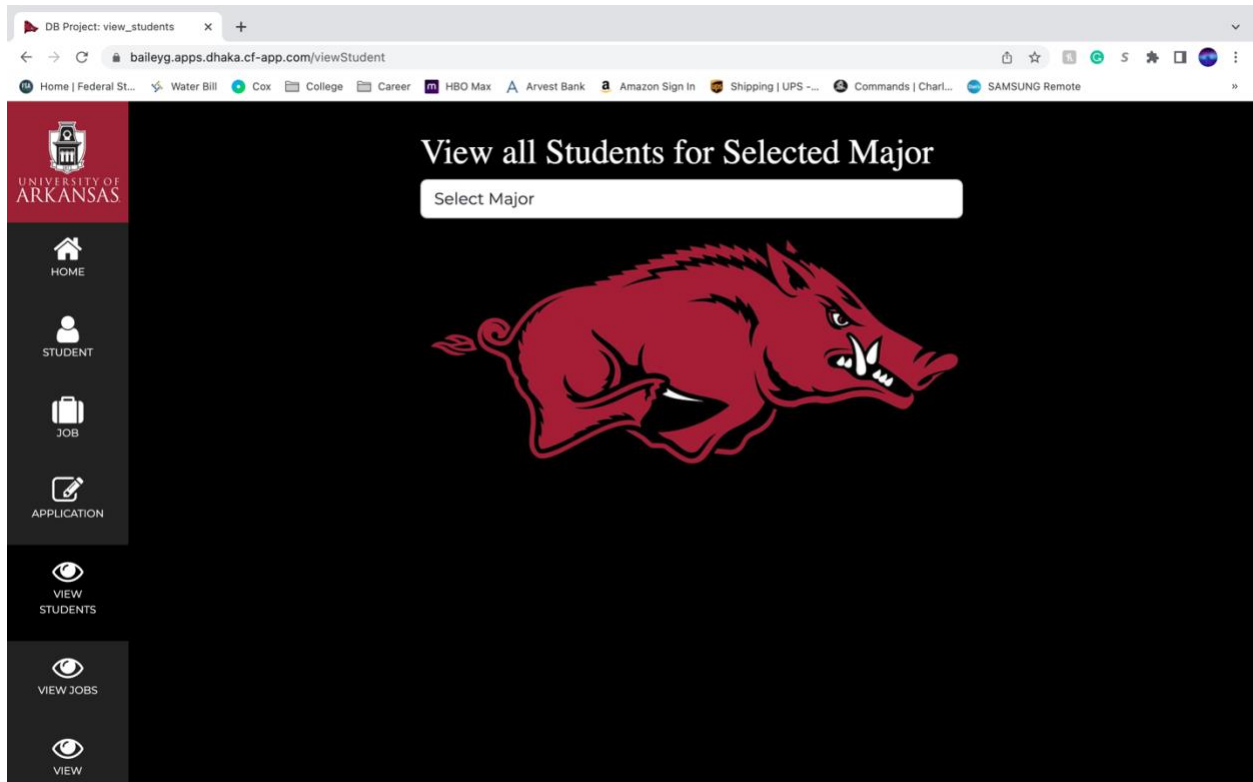 DB Project: view_students
baileyg.apps.dhaka.cf-app.com/viewStudent
Home | Federal St... Water Bill Cox College Career HBO Max Arvest Bank Amazon Sign In Shipping | UPS -... Commands | Charl... SAMSUNG Remote
UNIVERSITY OF
ARKANSAS
View all Students for Selected Major
Select Major
HOME
STUDENT
JOB
APPLICATION
VIEW
STUDENTS
VIEW JOBS
VIEW